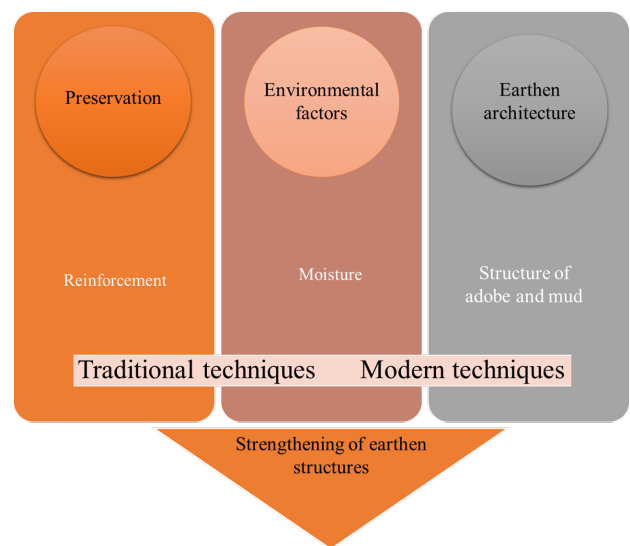 Preservation
Environmental
factors
Earthen
architecture
Reinforcement
Moisture
Structure of
adobe and mud
Traditional techniques
Modern techniques
Strengthening of earthen
structures